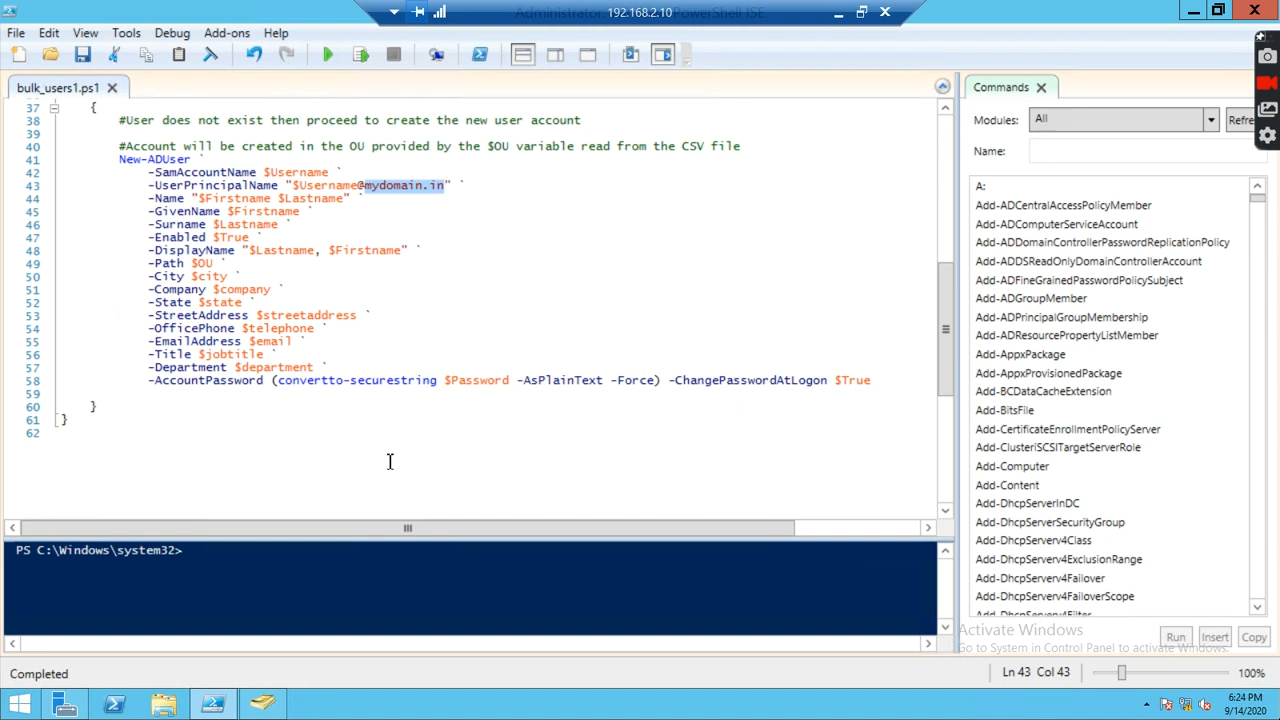 Administrator: Windows PowerShell ISE
192.168.2.10
File Edit View Tools Debug Add-ons Help
bulk_users1.ps1
37 {
38 #User does not exist then proceed to create the new user account
39
40 #Account will be created in the OU provided by the $OU variable read from the CSV file
41 New-ADUser `
42 -SamAccountName $Username `
43 -UserPrincipalName "$Username@mydomain.in" `
44 -Name "$Firstname $Lastname" `
45 -GivenName $Firstname `
46 -Surname $Lastname `
47 -Enabled $True `
48 -DisplayName "$Lastname, $Firstname" `
49 -Path $OU `
50 -City $city `
51 -Company $company `
52 -State $state `
53 -StreetAddress $streetaddress `
54 -OfficePhone $telephone `
55 -EmailAddress $email `
56 -Title $jobtitle `
57 -Department $department `
58 -AccountPassword (convertto-securestring $Password -AsPlainText -Force) -ChangePasswordAtLogon $True
59
60 }
61 }
62
PS C:\Windows\system32>
Commands
Modules: All Refre
Name:
A:
Add-ADCentralAccessPolicyMember
Add-ADComputerServiceAccount
Add-ADDomainControllerPasswordReplicationPolicy
Add-ADDSReadOnlyDomainControllerAccount
Add-ADFineGrainedPasswordPolicySubject
Add-ADGroupMember
Add-ADPrincipalGroupMembership
Add-ADResourcePropertyListMember
Add-AppxPackage
Add-AppxProvisionedPackage
Add-BCDataCacheExtension
Add-BitsFile
Add-CertificateEnrollmentPolicyServer
Add-ClusteriSCSITargetServerRole
Add-Computer
Add-Content
Add-DhcpServerInDC
Add-DhcpServerSecurityGroup
Add-DhcpServerv4Class
Add-DhcpServerv4ExclusionRange
Add-DhcpServerv4Failover
Add-DhcpServerv4FailoverScope
Add-DhcpServerv4Filter
Activate Windows
Go to System in Control Panel to activate Windows.
Run Insert Copy
Completed
Ln 43 Col 43
100%
6:24 PM
9/14/2020